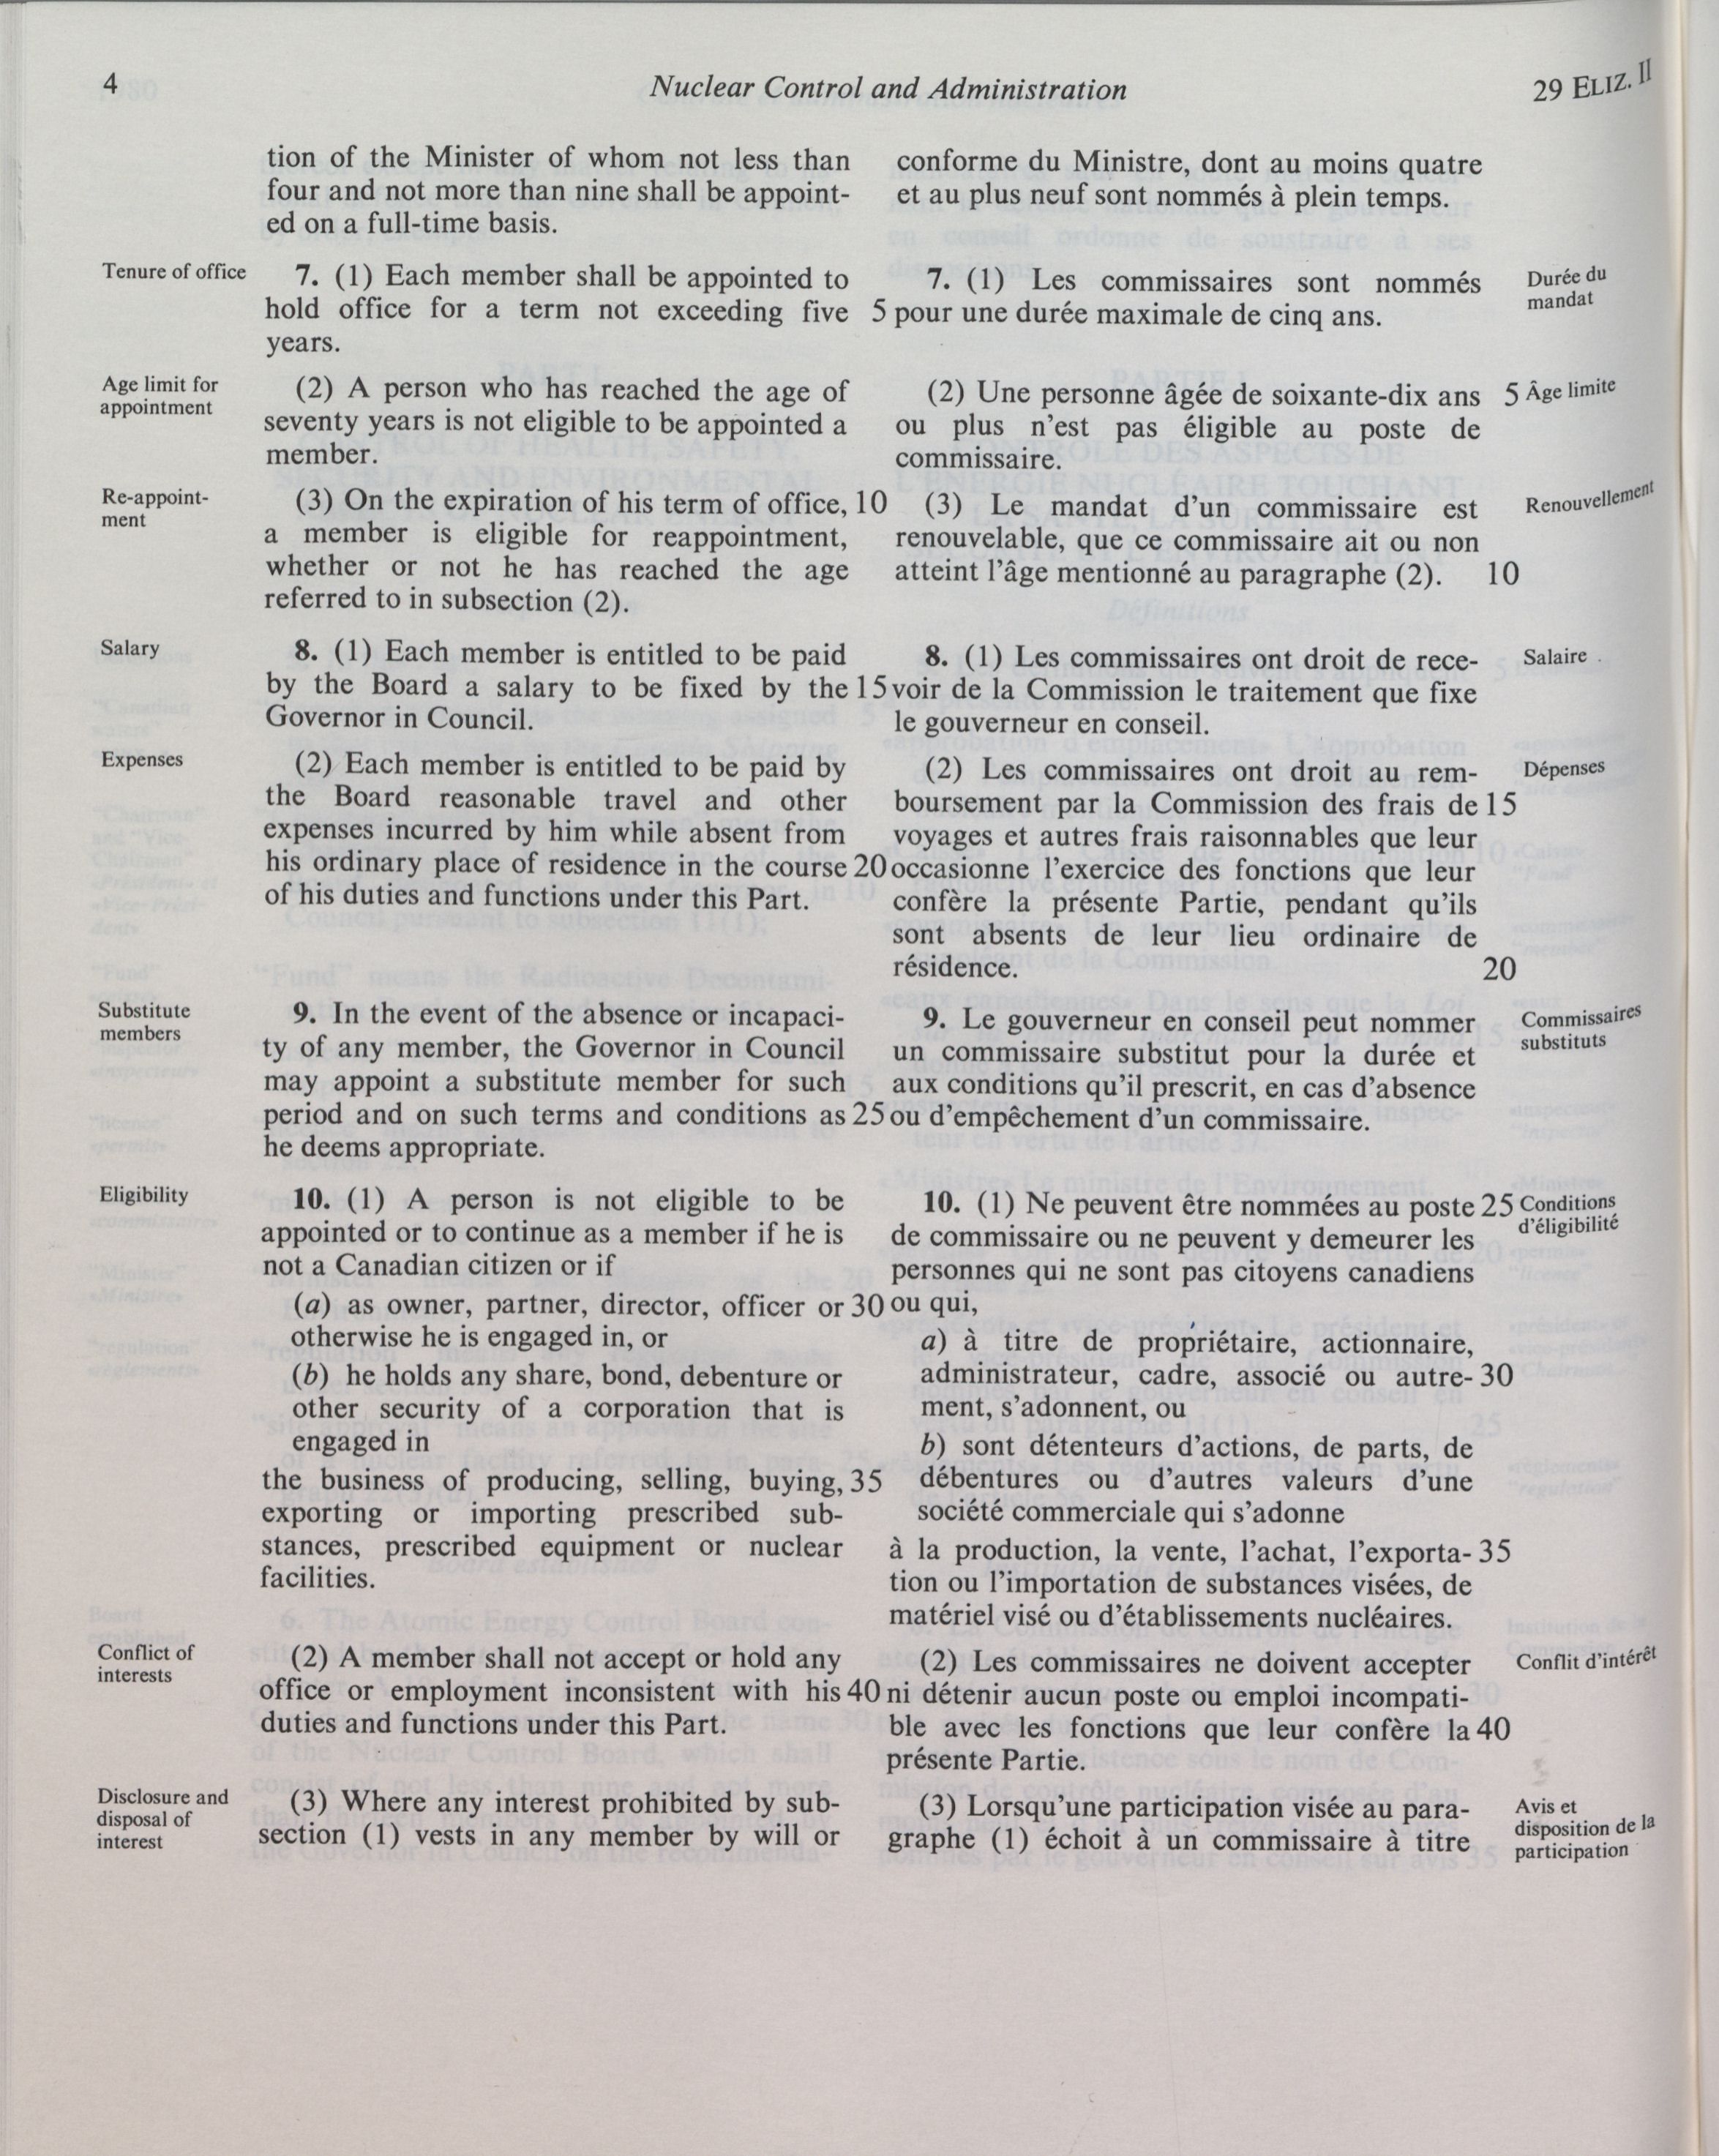 4
Nuclear Control and Administration
29 ELIZ. II
tion of the Minister of whom not less than
four and not more than nine shall be appoint-
ed on a full-time basis.
Tenure of office
7. (1) Each member shall be appointed to
hold office for a term not exceeding five 5
years.
Age limit for
appointment
(2) A person who has reached the age of
seventy years is not eligible to be appointed a
member.
Re-appoint-
ment
(3) On the expiration of his term of office, 10
a member is eligible for reappointment,
whether or not he has reached the age
referred to in subsection (2).
Salary
8. (1) Each member is entitled to be paid
by the Board a salary to be fixed by the 15
Governor in Council.
Expenses
(2) Each member is entitled to be paid by
the Board reasonable travel and other
expenses incurred by him while absent from
his ordinary place of residence in the course 20
of his duties and functions under this Part.
Substitute
members
9. In the event of the absence or incapaci-
ty of any member, the Governor in Council
may appoint a substitute member for such
period and on such terms and conditions as 25
he deems appropriate.
Eligibility
10. (1) A person is not eligible to be
appointed or to continue as a member if he is
not a Canadian citizen or if
(a) as owner, partner, director, officer or 30
otherwise he is engaged in, or
(b) he holds any share, bond, debenture or
other security of a corporation that is
engaged in
the business of producing, selling, buying, 35
exporting or importing prescribed sub-
stances, prescribed equipment or nuclear
facilities.
Conflict of
interests
(2) A member shall not accept or hold any
office or employment inconsistent with his 40
duties and functions under this Part.
Disclosure and
disposal of
interest
(3) Where any interest prohibited by sub-
section (1) vests in any member by will or
conforme du Ministre, dont au moins quatre
et au plus neuf sont nommés à plein temps.
7. (1) Les commissaires sont nommés
pour une durée maximale de cinq ans.
Durée du
mandat
(2) Une personne âgée de soixante-dix ans 5
ou plus n'est pas éligible au poste de
commissaire.
Âge limite
(3) Le mandat d'un commissaire est
renouvelable, que ce commissaire ait ou non
atteint l'âge mentionné au paragraphe (2). 10
Renouvellement
8. (1) Les commissaires ont droit de rece-
voir de la Commission le traitement que fixe
le gouverneur en conseil.
Salaire
(2) Les commissaires ont droit au rem-
boursement par la Commission des frais de 15
voyages et autres frais raisonnables que leur
occasionne l'exercice des fonctions que leur
confère la présente Partie, pendant qu'ils
sont absents de leur lieu ordinaire de
résidence. 20
Dépenses
9. Le gouverneur en conseil peut nommer
un commissaire substitut pour la durée et
aux conditions qu'il prescrit, en cas d'absence
ou d'empêchement d'un commissaire.
Commissaires
substituts
10. (1) Ne peuvent être nommées au poste 25
de commissaire ou ne peuvent y demeurer les
personnes qui ne sont pas citoyens canadiens
ou qui,
Conditions
d'éligibilité
a) à titre de propriétaire, actionnaire,
administrateur, cadre, associé ou autre- 30
ment, s'adonnent, ou
b) sont détenteurs d'actions, de parts, de
débentures ou d'autres valeurs d'une
société commerciale qui s'adonne
à la production, la vente, l'achat, l'exporta- 35
tion ou l'importation de substances visées, de
matériel visé ou d'établissements nucléaires.
(2) Les commissaires ne doivent accepter
ni détenir aucun poste ou emploi incompati-
ble avec les fonctions que leur confère la 40
présente Partie.
Conflit d'intérêt
(3) Lorsqu'une participation visée au para-
graphe (1) échoit à un commissaire à titre
Avis et
disposition de la
participation